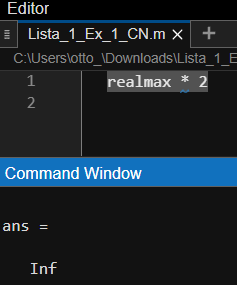 Editor
Lista_1_Ex_1_CN.m × +
C:\Users\otto_\Downloads\Lista_1_E
1 realmax * 2
2
Command Window
ans =
Inf